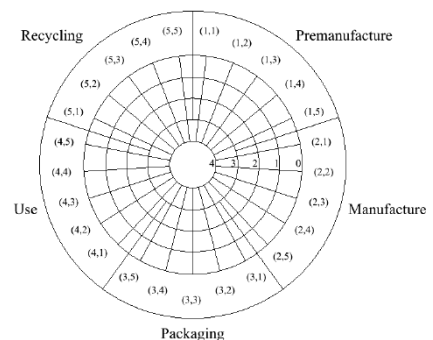 Recycling
Premanufacture
(5,5) (1,1)
(5,4) (1,2)
(5,3) (1,3)
(5,2) (1,4)
(5,1) (1,5)
(4,5) (2,1)
4 3 2 1 0
(4,4) (2,2)
(4,3) (2,3)
Use
Manufacture
(4,2) (2,4)
(4,1) (2,5)
(3,5) (3,1)
(3,4) (3,2)
(3,3)
Packaging